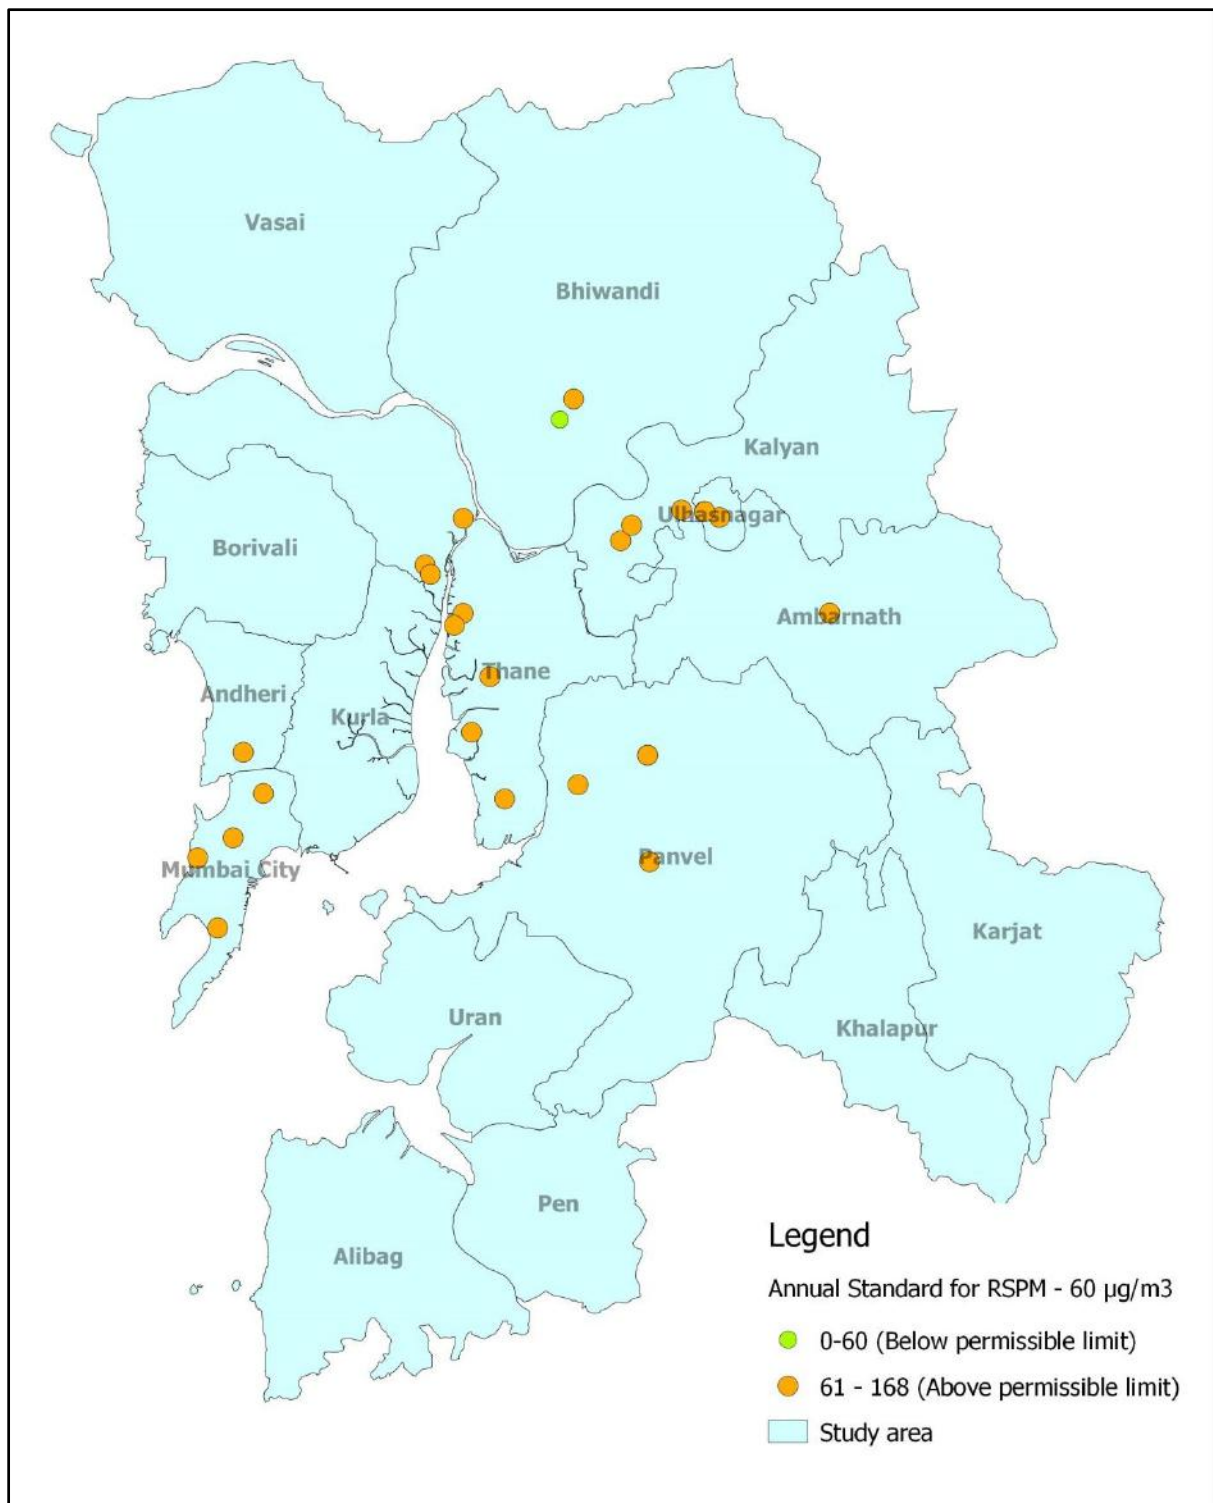 Vasai
Bhiwandi
Kalyan
Ulhasnagar
Borivali
Ambarnath
Thane
Andheri
Kurla
Panvel
Mumbai City
Karjat
Uran
Khalapur
Pen
Alibag
Legend
Annual Standard for RSPM - 60 µg/m3
0-60 (Below permissible limit)
61 - 168 (Above permissible limit)
Study area